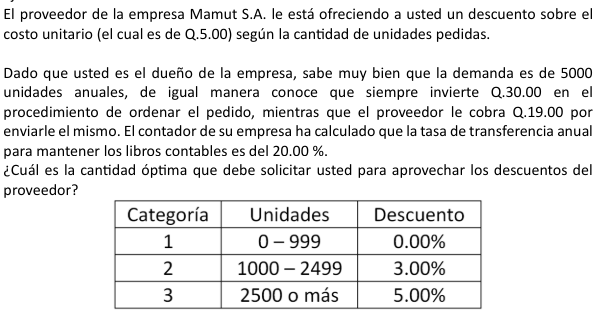 El proveedor de la empresa Mamut S.A. le está ofreciendo a usted un descuento sobre el
costo unitario (el cual es de Q.5.00) según la cantidad de unidades pedidas.
Dado que usted es el dueño de la empresa, sabe muy bien que la demanda es de 5000
unidades anuales, de igual manera conoce que siempre invierte Q.30.00 en el
procedimiento de ordenar el pedido, mientras que el proveedor le cobra Q.19.00 por
enviarle el mismo. El contador de su empresa ha calculado que la tasa de transferencia anual
para mantener los libros contables es del 20.00 %.
¿Cuál es la cantidad óptima que debe solicitar usted para aprovechar los descuentos del
proveedor?
Categoría Unidades Descuento
1 0 – 999 0.00%
2 1000 – 2499 3.00%
3 2500 o más 5.00%